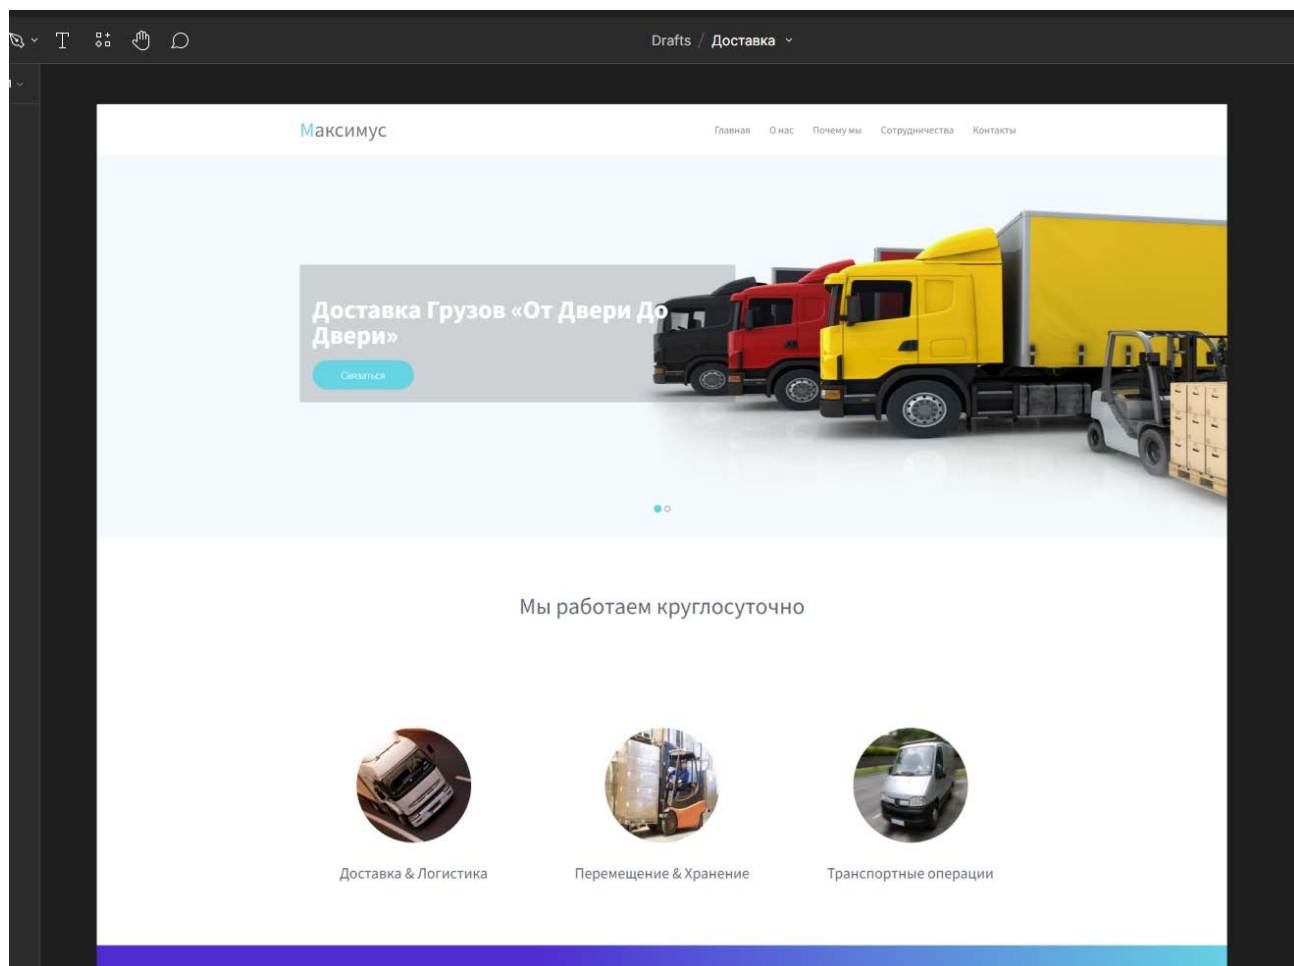 Drafts / Доставка
Максимус
Главная О нас Почему мы Сотрудничества Контакты
Доставка Грузов «От Двери До
Двери»
Связаться
Мы работаем круглосуточно
Доставка & Логистика Перемещение & Хранение Транспортные операции